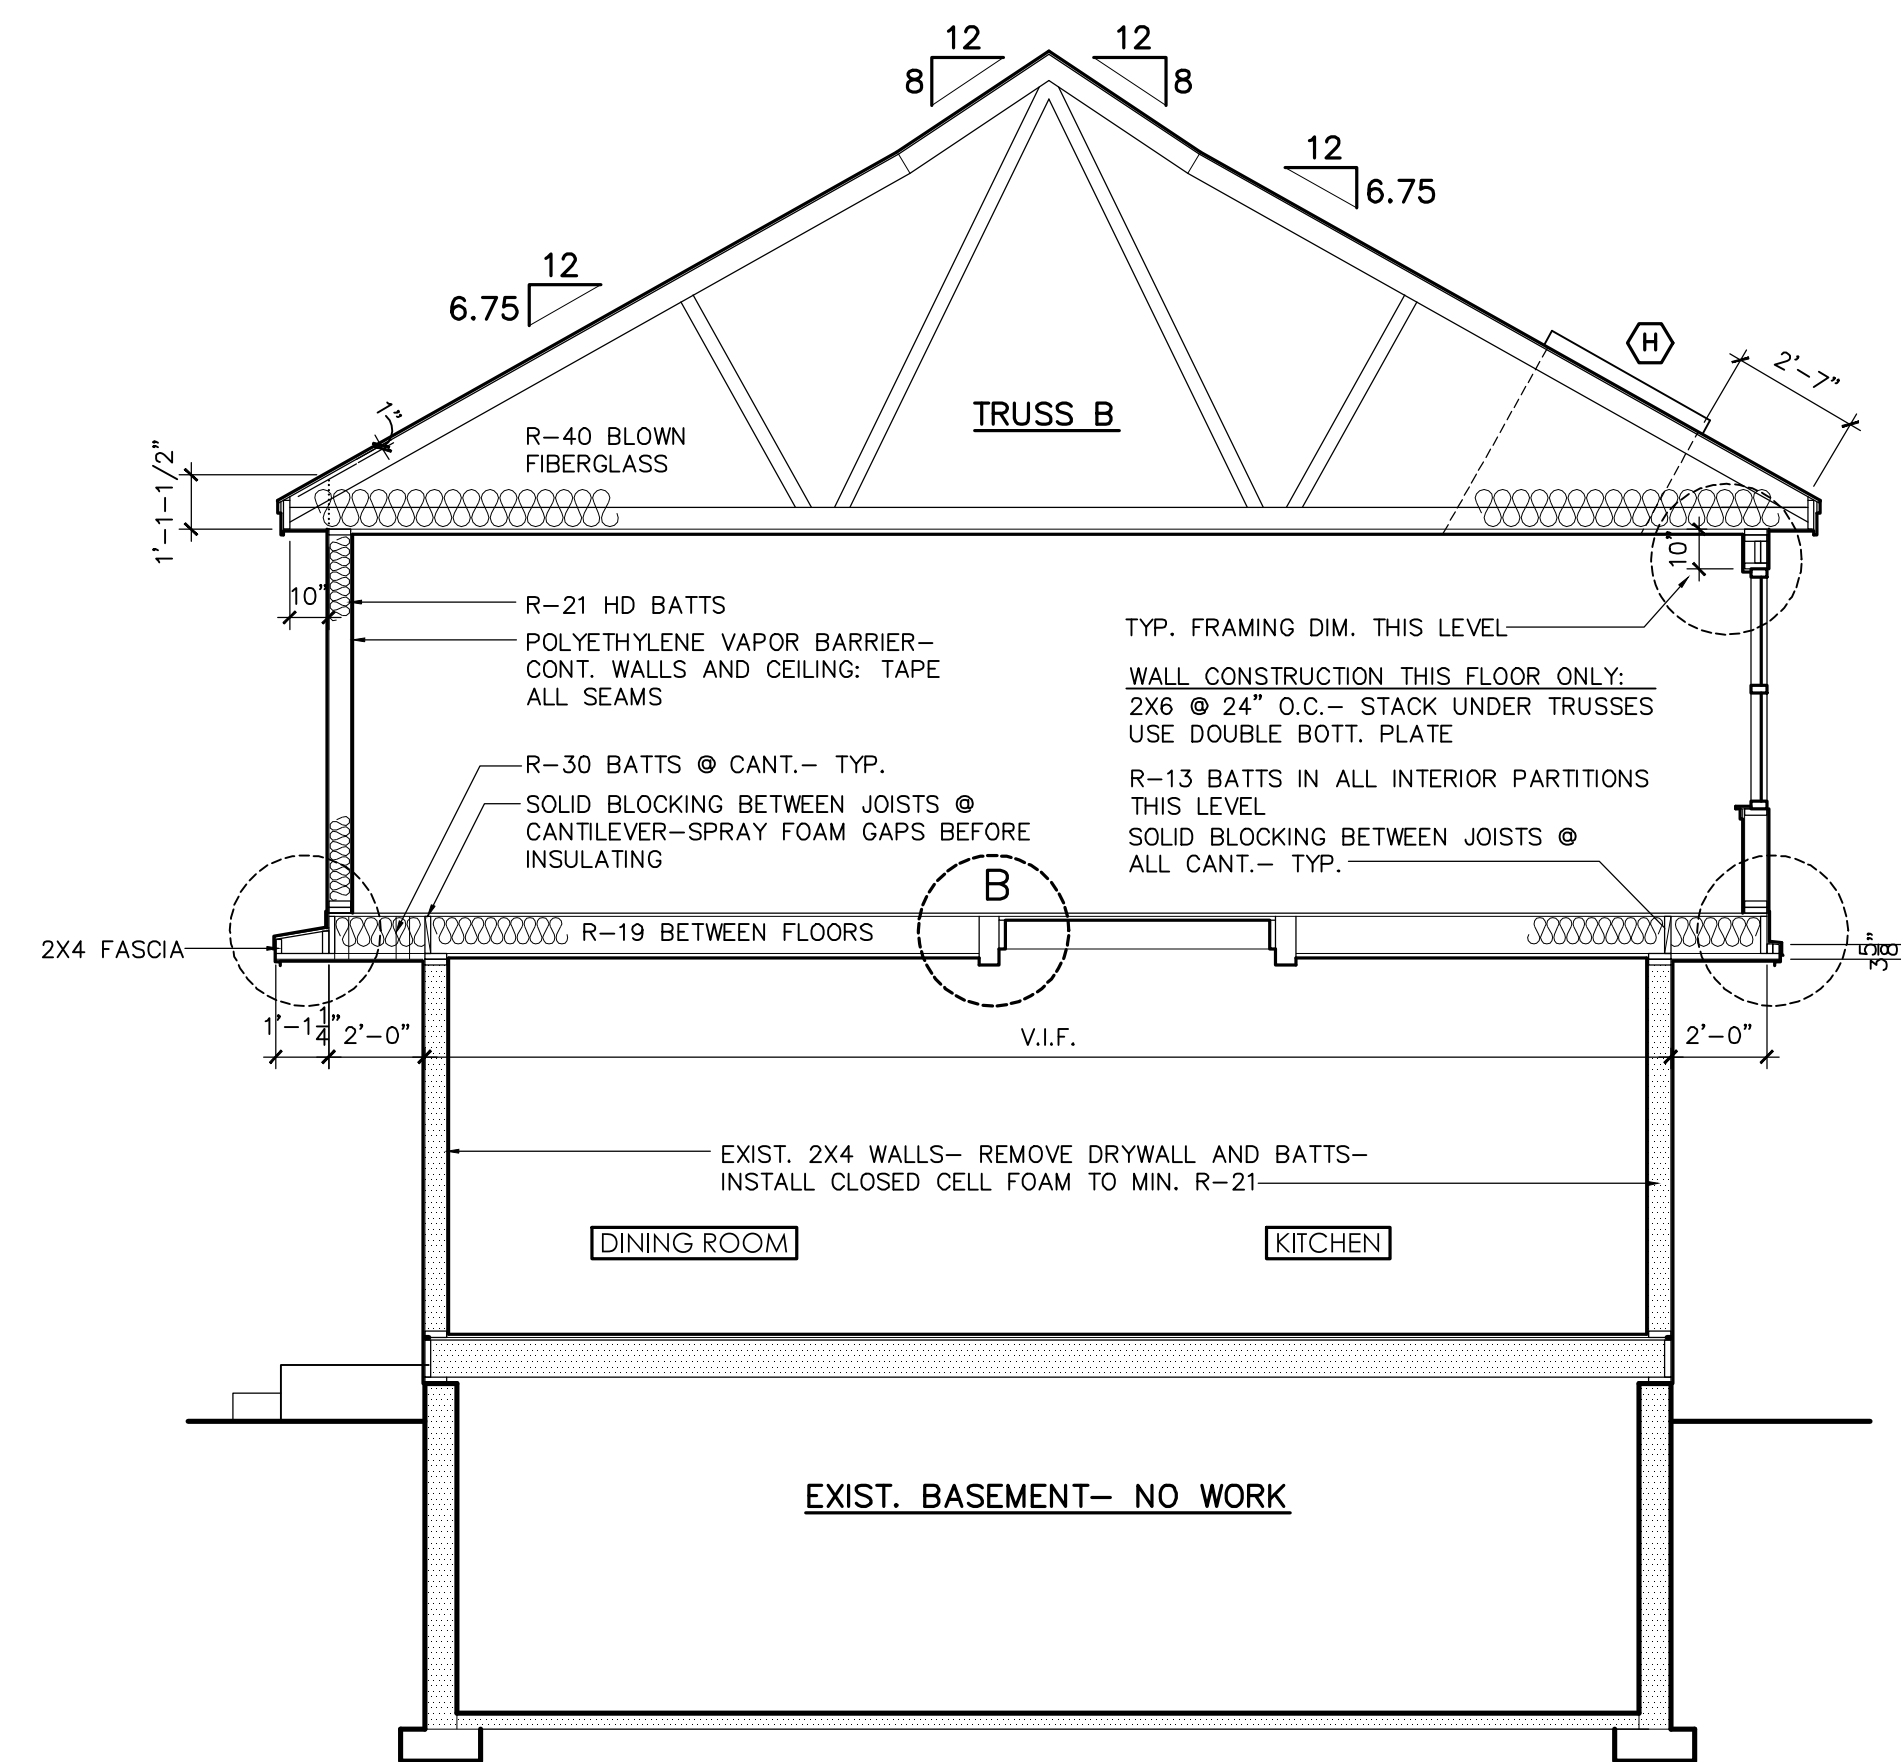 12
12
8
8
12
6.75
12
6.75
H
2'-7"
TRUSS B
1"
R-40 BLOWN
FIBERGLASS
1'-1-1/2"
10"
10"
R-21 HD BATTS
POLYETHYLENE VAPOR BARRIER-
CONT. WALLS AND CEILING: TAPE
ALL SEAMS
TYP. FRAMING DIM. THIS LEVEL
WALL CONSTRUCTION THIS FLOOR ONLY:
2X6 @ 24" O.C.- STACK UNDER TRUSSES
USE DOUBLE BOTT. PLATE
R-30 BATTS @ CANT.- TYP.
SOLID BLOCKING BETWEEN JOISTS @
CANTILEVER-SPRAY FOAM GAPS BEFORE
INSULATING
R-13 BATTS IN ALL INTERIOR PARTITIONS
THIS LEVEL
SOLID BLOCKING BETWEEN JOISTS @
ALL CANT.- TYP.
B
R-19 BETWEEN FLOORS
2X4 FASCIA
3 5/8"
1'-1 1/4"
2'-0"
V.I.F.
2'-0"
EXIST. 2X4 WALLS- REMOVE DRYWALL AND BATTS-
INSTALL CLOSED CELL FOAM TO MIN. R-21
DINING ROOM
KITCHEN
EXIST. BASEMENT- NO WORK